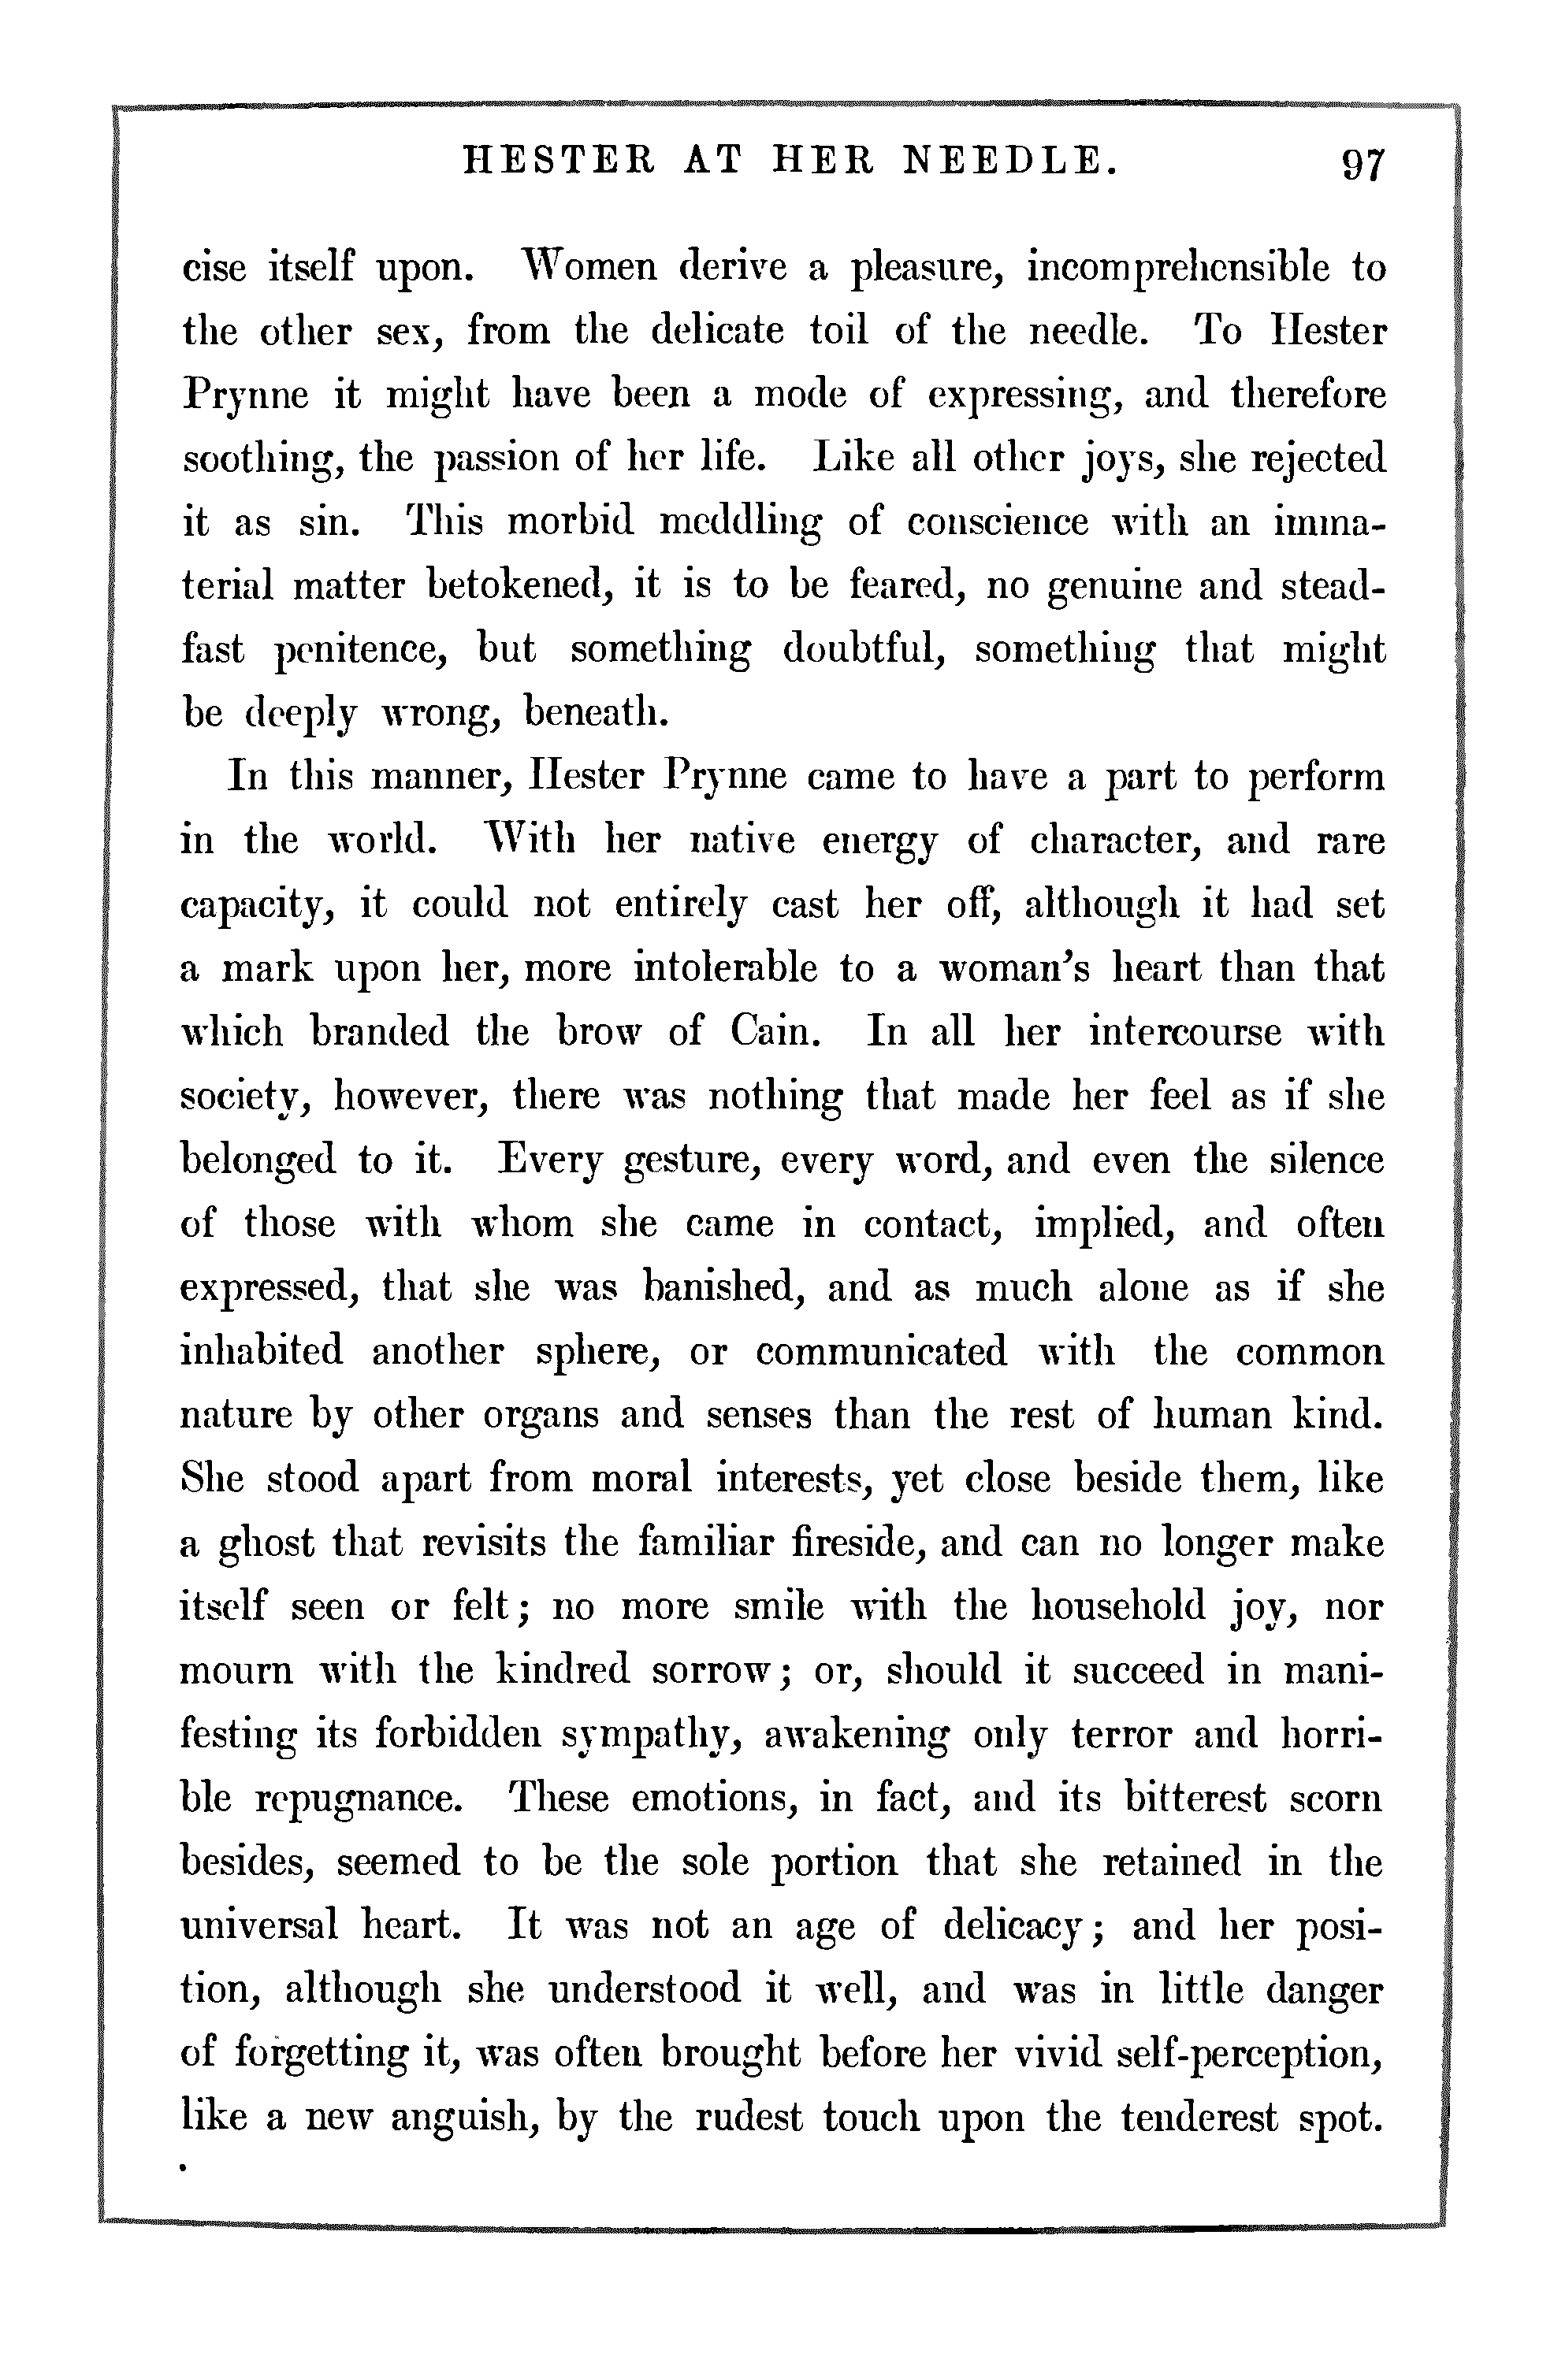 HESTER AT HER NEEDLE. 97
cise itself upon. Women derive a pleasure, incomprehensible to
the other sex, from the delicate toil of the needle. To Hester
Prynne it might have been a mode of expressing, and therefore
soothing, the passion of her life. Like all other joys, she rejected
it as sin. This morbid meddling of conscience with an imma-
terial matter betokened, it is to be feared, no genuine and stead-
fast penitence, but something doubtful, something that might
be deeply wrong, beneath.
In this manner, Hester Prynne came to have a part to perform
in the world. With her native energy of character, and rare
capacity, it could not entirely cast her off, although it had set
a mark upon her, more intolerable to a woman's heart than that
which branded the brow of Cain. In all her intercourse with
society, however, there was nothing that made her feel as if she
belonged to it. Every gesture, every word, and even the silence
of those with whom she came in contact, implied, and often
expressed, that she was banished, and as much alone as if she
inhabited another sphere, or communicated with the common
nature by other organs and senses than the rest of human kind.
She stood apart from moral interests, yet close beside them, like
a ghost that revisits the familiar fireside, and can no longer make
itself seen or felt; no more smile with the household joy, nor
mourn with the kindred sorrow; or, should it succeed in mani-
festing its forbidden sympathy, awakening only terror and horri-
ble repugnance. These emotions, in fact, and its bitterest scorn
besides, seemed to be the sole portion that she retained in the
universal heart. It was not an age of delicacy; and her posi-
tion, although she understood it well, and was in little danger
of forgetting it, was often brought before her vivid self-perception,
like a new anguish, by the rudest touch upon the tenderest spot.